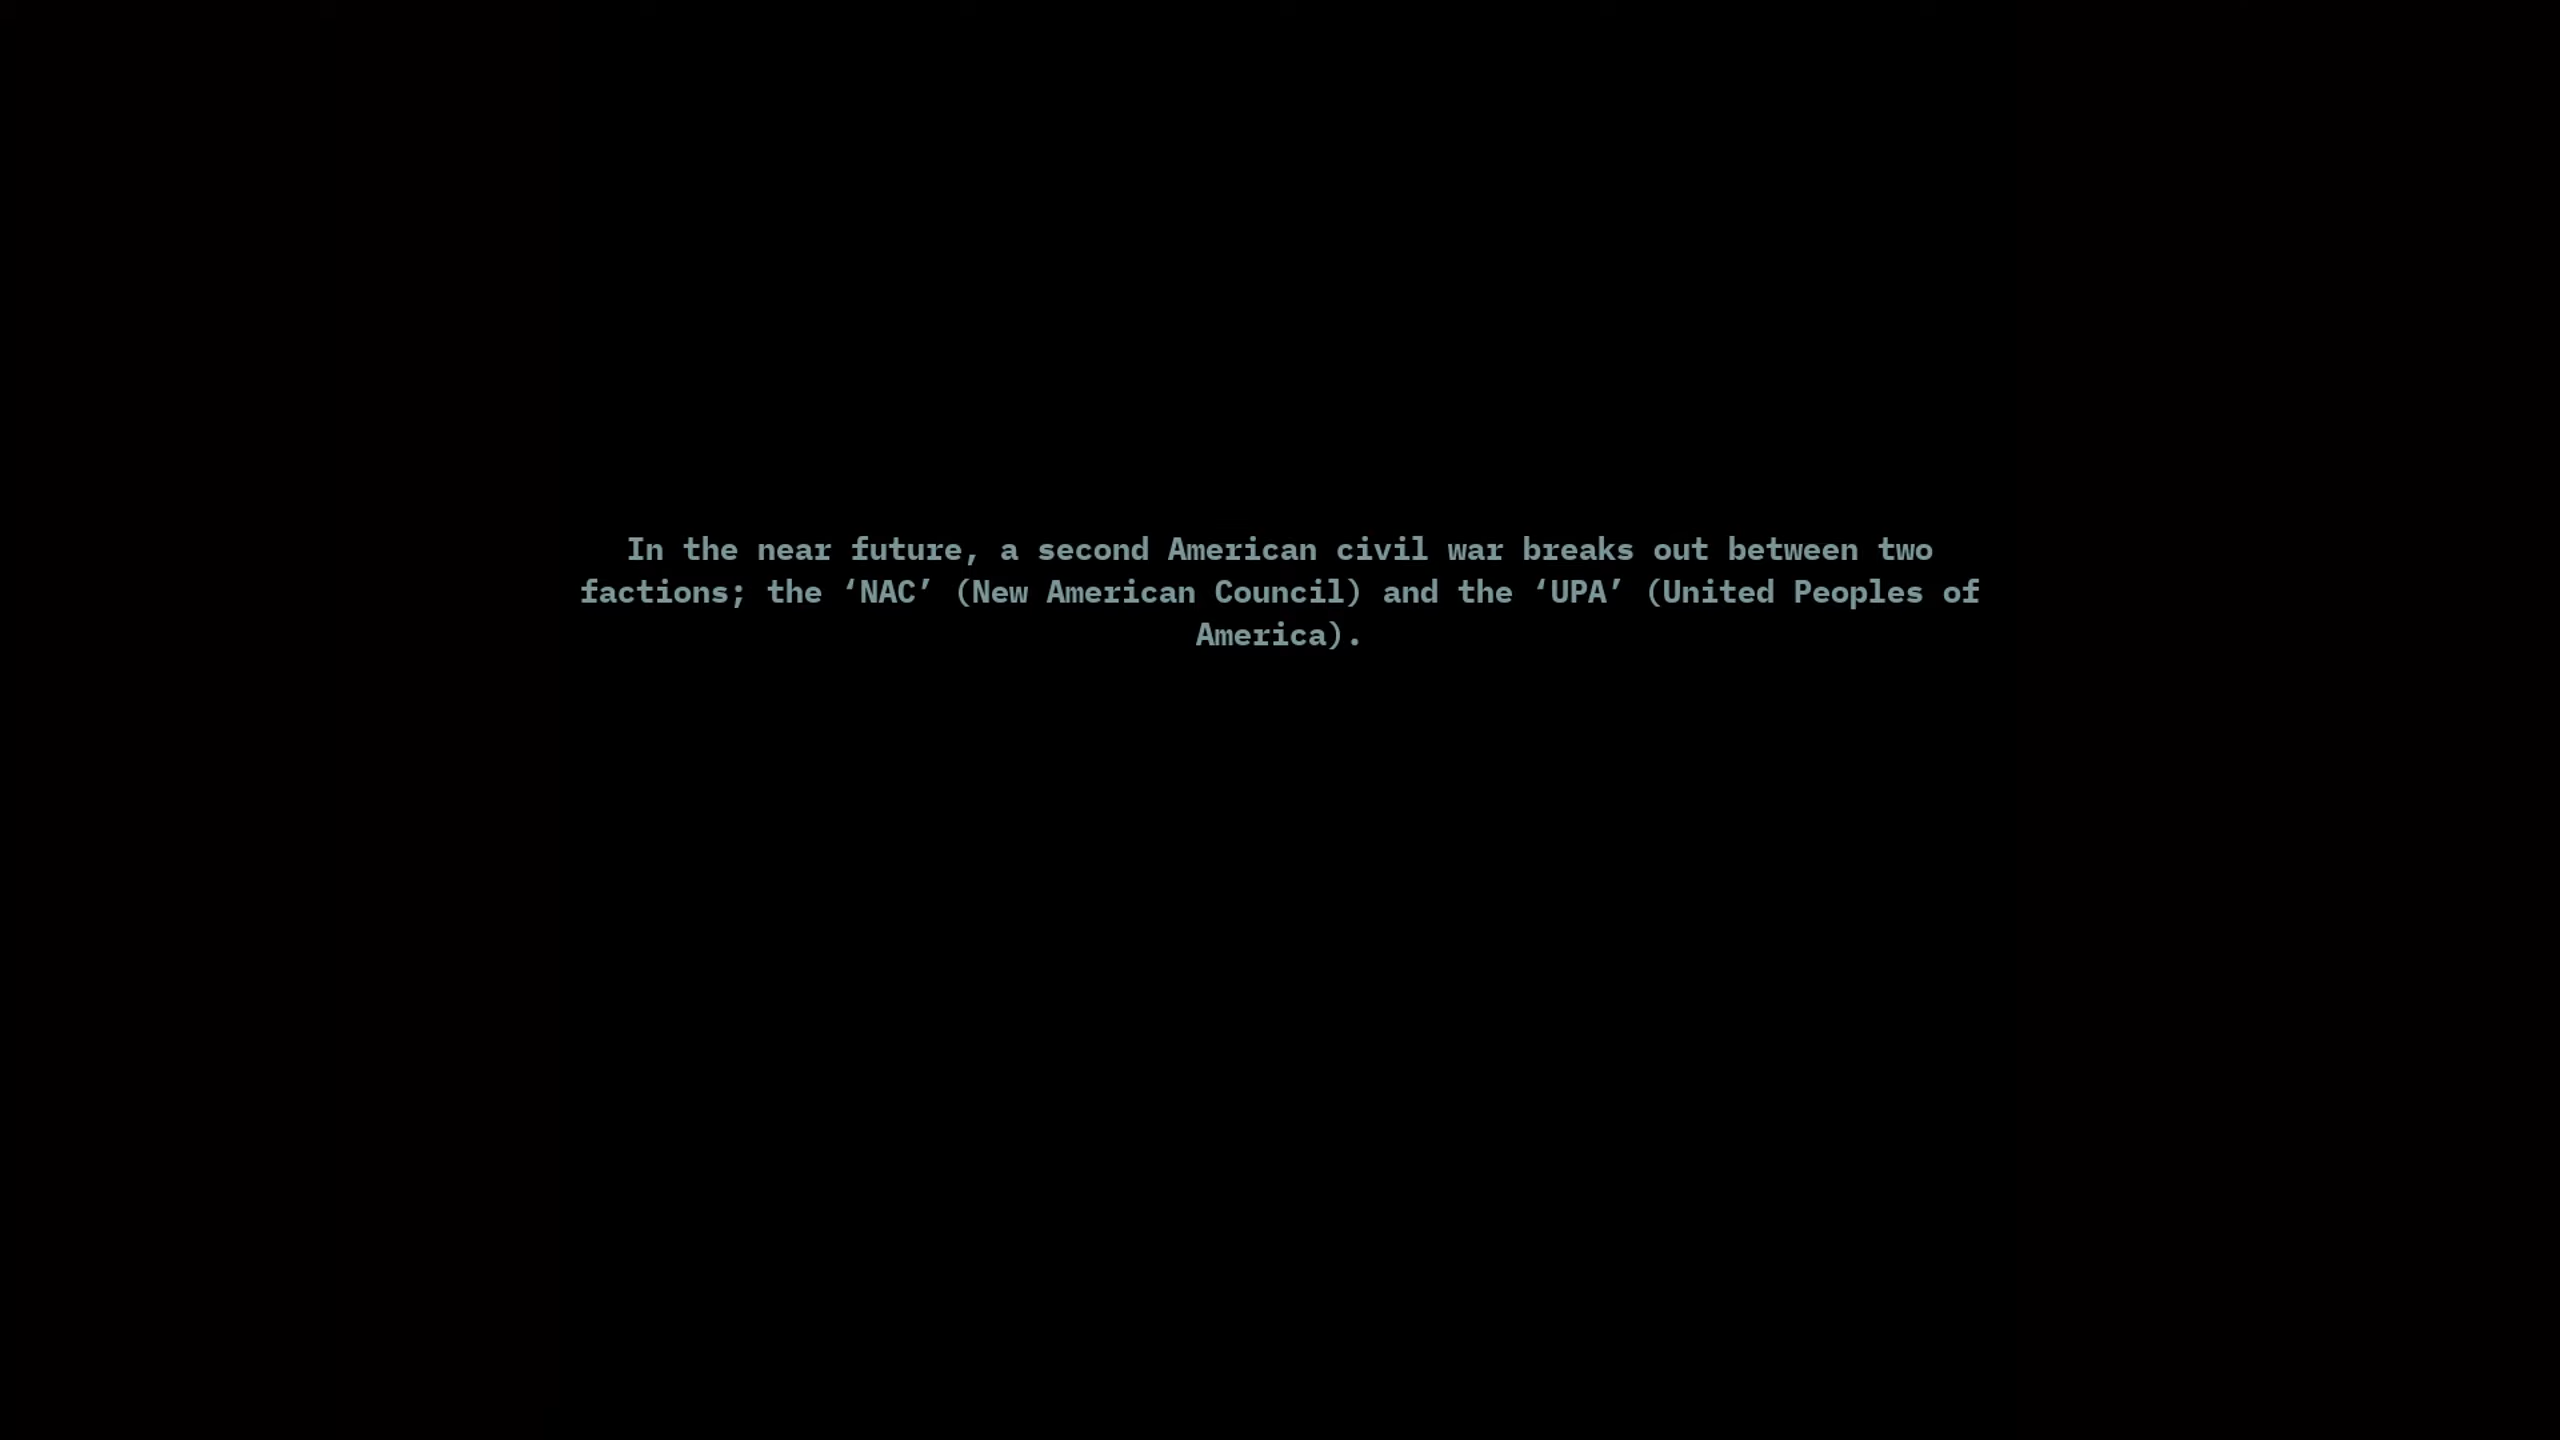 In the near future, a second American civil war breaks out between two
factions; the ‘NAC’ (New American Council) and the ‘UPA’ (United Peoples of
America).